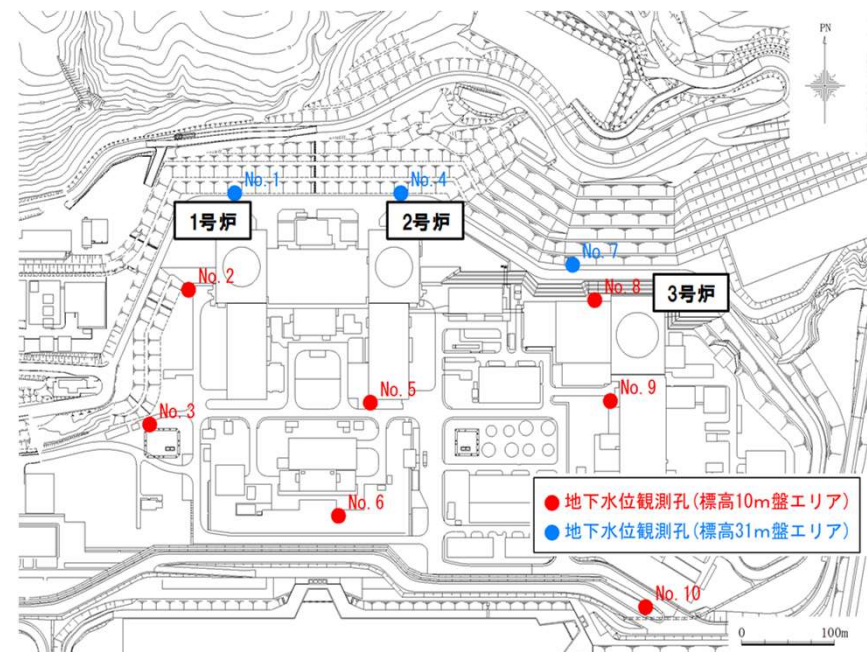 PN
No. 1
No. 4
1号炉
2号炉
No. 7
No. 2
No. 8
3号炉
No. 5
No. 9
No. 3
地下水位観測孔(標高10m盤エリア)
地下水位観測孔(標高31m盤エリア)
No. 6
No. 10
0
100m